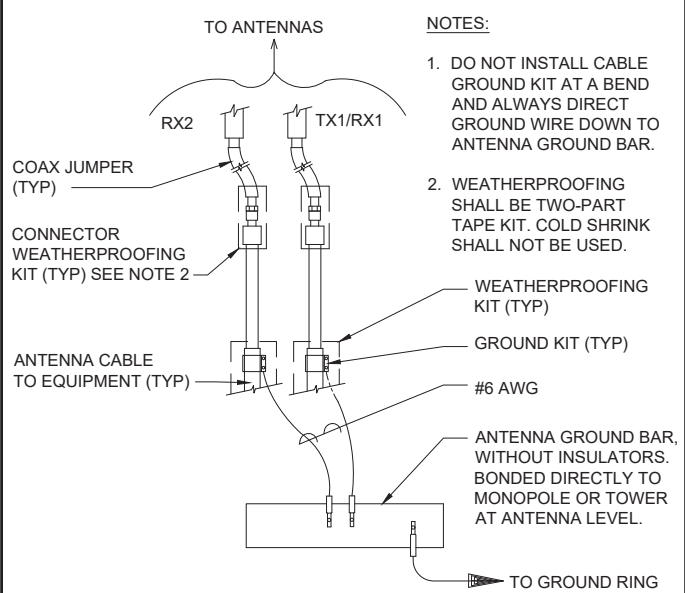 TO ANTENNAS
RX2
TX1/RX1
COAX JUMPER
(TYP)
CONNECTOR
WEATHERPROOFING
KIT (TYP) SEE NOTE 2
ANTENNA CABLE
TO EQUIPMENT (TYP)
NOTES:
1. DO NOT INSTALL CABLE
GROUND KIT AT A BEND
AND ALWAYS DIRECT
GROUND WIRE DOWN TO
ANTENNA GROUND BAR.
2. WEATHERPROOFING
SHALL BE TWO-PART
TAPE KIT. COLD SHRINK
SHALL NOT BE USED.
WEATHERPROOFING
KIT (TYP)
GROUND KIT (TYP)
#6 AWG
ANTENNA GROUND BAR,
WITHOUT INSULATORS.
BONDED DIRECTLY TO
MONOPOLE OR TOWER
AT ANTENNA LEVEL.
TO GROUND RING